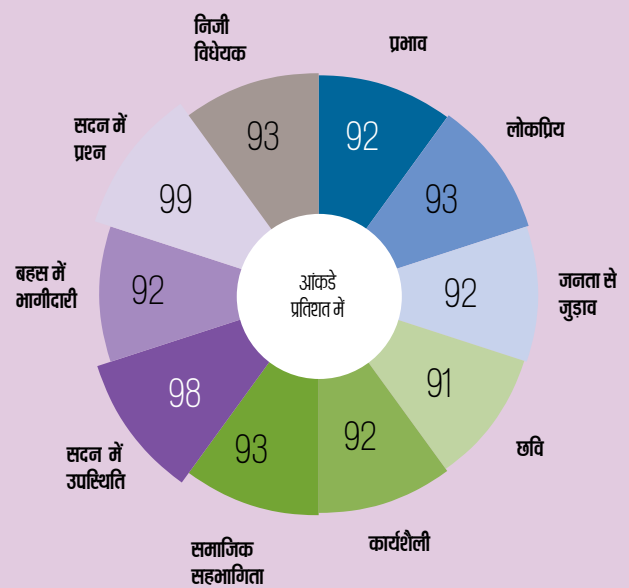 निजी
विधेयक
93
प्रभाव
92
लोकप्रिय
93
जनता से
जुड़ाव
92
छवि
91
कार्यशैली
92
समाजिक
सहभागिता
93
सदन में
उपस्थिति
98
बहस में
भागीदारी
92
सदन में
प्रश्न
99
आंकडे
प्रतिशत में